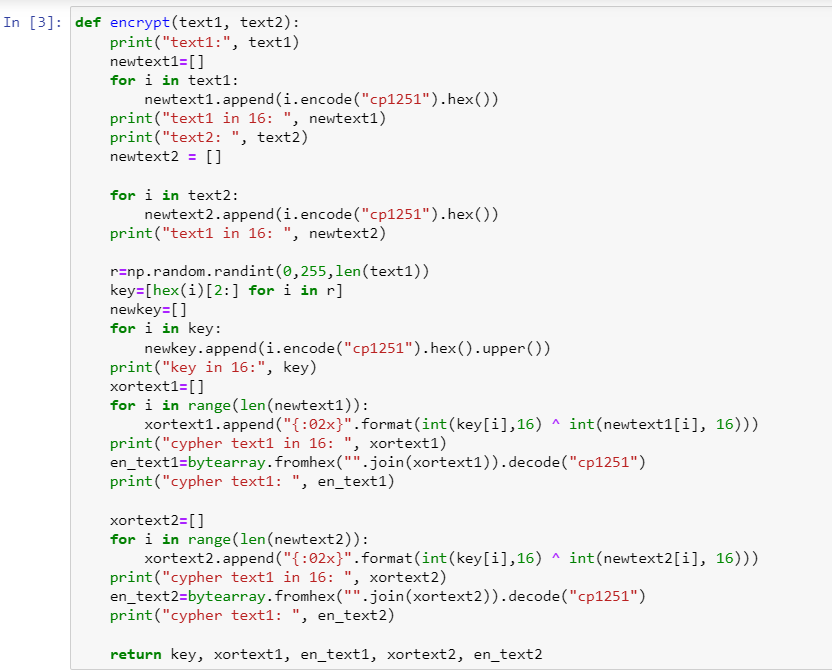 In [3]: def encrypt(text1, text2):
    print("text1:", text1)
    newtext1=[]
    for i in text1:
        newtext1.append(i.encode("cp1251").hex())
    print("text1 in 16: ", newtext1)
    print("text2: ", text2)
    newtext2 = []

    for i in text2:
        newtext2.append(i.encode("cp1251").hex())
    print("text1 in 16: ", newtext2)

    r=np.random.randint(0,255,len(text1))
    key=[hex(i)[2:] for i in r]
    newkey=[]
    for i in key:
        newkey.append(i.encode("cp1251").hex().upper())
    print("key in 16:", key)
    xortext1=[]
    for i in range(len(newtext1)):
        xortext1.append("{:02x}".format(int(key[i],16) ^ int(newtext1[i], 16)))
    print("cypher text1 in 16: ", xortext1)
    en_text1=bytearray.fromhex("".join(xortext1)).decode("cp1251")
    print("cypher text1: ", en_text1)

    xortext2=[]
    for i in range(len(newtext2)):
        xortext2.append("{:02x}".format(int(key[i],16) ^ int(newtext2[i], 16)))
    print("cypher text1 in 16: ", xortext2)
    en_text2=bytearray.fromhex("".join(xortext2)).decode("cp1251")
    print("cypher text1: ", en_text2)

    return key, xortext1, en_text1, xortext2, en_text2